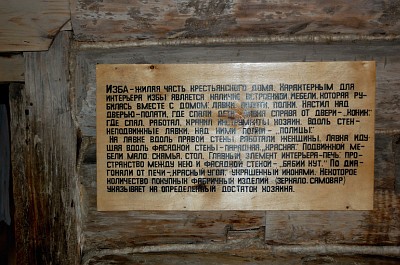 Изба-жилая часть крестьянского дома. Характерным для
интерьера избы является наличие встроенной мебели, которая ру-
билась вместе с домом: лавки, полати, полки. Настил над
дверью-полати, где спали дети. Лавка справа от двери-„коник"
где спал, работал, хранил инструменты хозяин. Вдоль стен-
неподвижные лавки, над ними полки-„полицы".
На лавке вдоль правой стены работали женщины. Лавка иду-
щая вдоль фасадной стены-парадная, „красная". Подвижной ме-
бели мало: скамья, стол. Главный элемент интерьера-печь. Про-
странство между нею и фасадной стеной-„бабий кут". По диа-
гонали от печи-„красный угол", украшенный иконами. Некоторое
количество покупных фабричных изделий (зеркало, самовар)
указывает на определенный достаток хозяина.